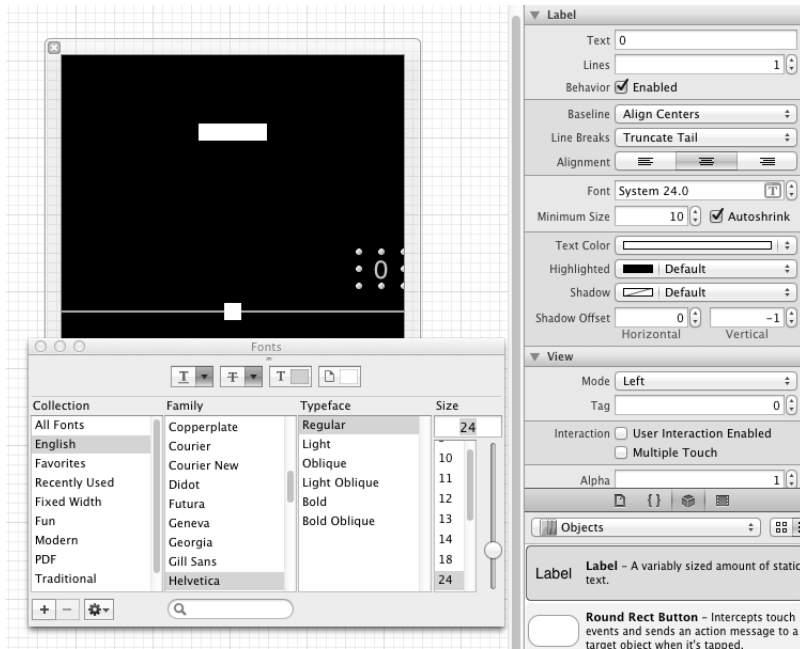 Label
Text 0
Lines 1
Behavior Enabled
Baseline Align Centers
Line Breaks Truncate Tail
Alignment
Font System 24.0 T
Minimum Size 10 Autoshrink
Text Color
Highlighted Default
Shadow Default
Shadow Offset 0 -1
Horizontal Vertical
View
Mode Left
Tag 0
Interaction User Interaction Enabled
Multiple Touch
Alpha 1
{ }
Objects
Label Label – A variably sized amount of static
text.
Round Rect Button – Intercepts touch
events and sends an action message to a
target object when it's tapped.
0
Fonts
T T T
Collection Family Typeface Size
All Fonts
English
Favorites
Recently Used
Fixed Width
Fun
Modern
PDF
Traditional
Copperplate
Courier
Courier New
Didot
Futura
Geneva
Georgia
Gill Sans
Helvetica
Regular
Light
Oblique
Light Oblique
Bold
Bold Oblique
24
10
11
12
13
14
18
24